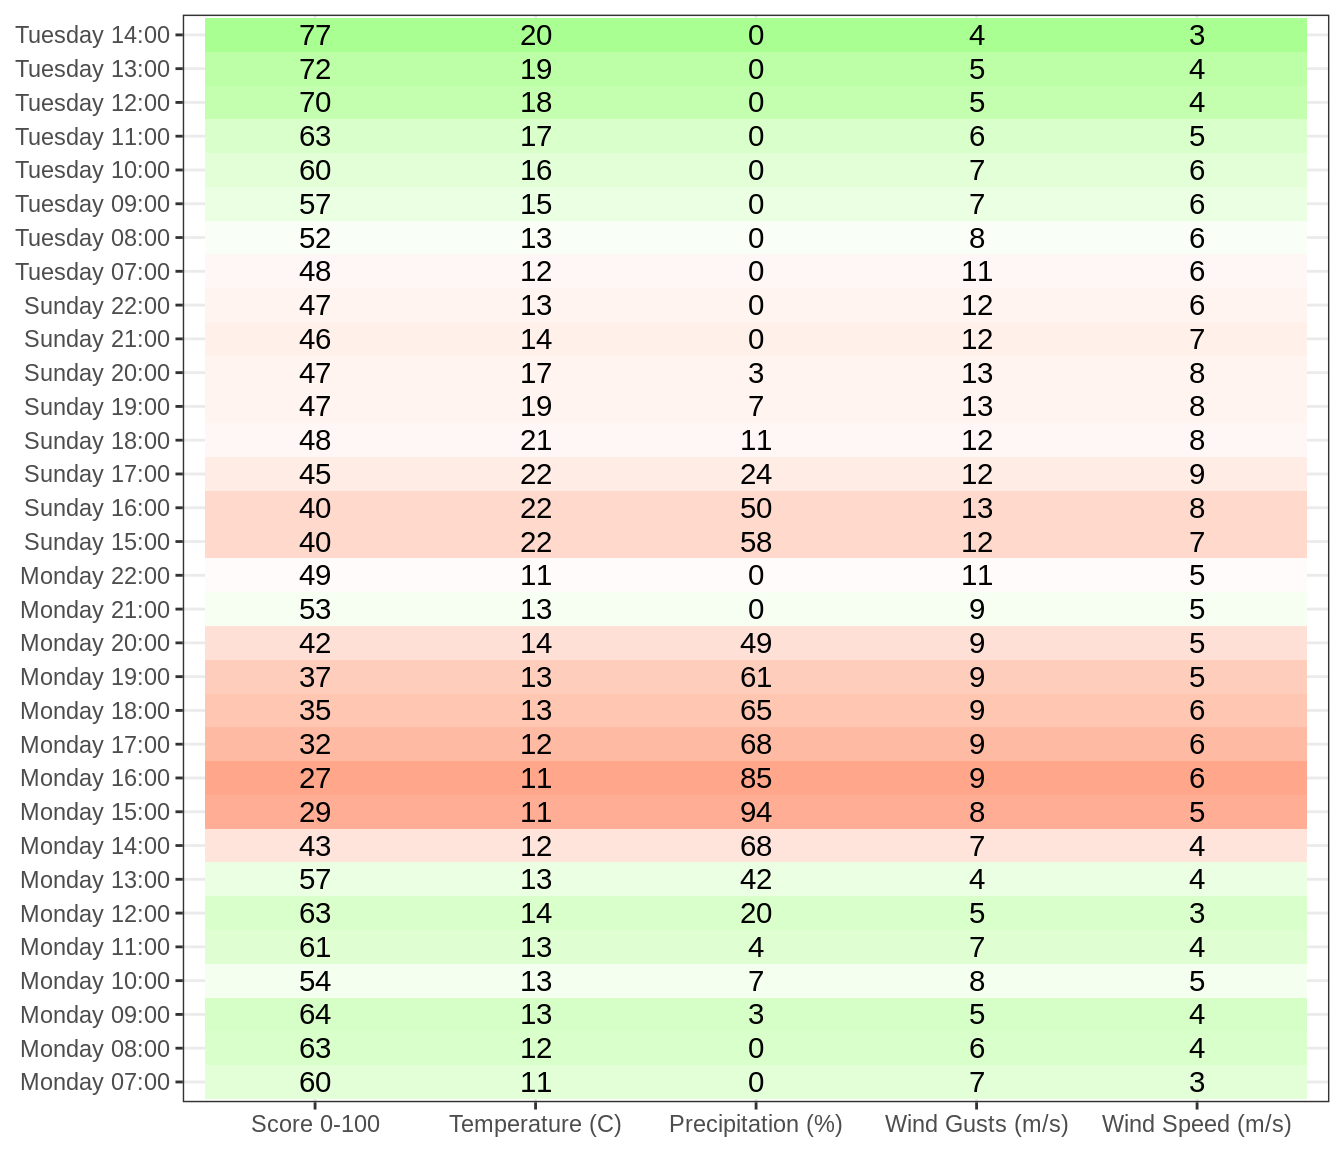 Tuesday 14:00 77 20 0 4 3
Tuesday 13:00 72 19 0 5 4
Tuesday 12:00 70 18 0 5 4
Tuesday 11:00 63 17 0 6 5
Tuesday 10:00 60 16 0 7 6
Tuesday 09:00 57 15 0 7 6
Tuesday 08:00 52 13 0 8 6
Tuesday 07:00 48 12 0 11 6
Sunday 22:00 47 13 0 12 6
Sunday 21:00 46 14 0 12 7
Sunday 20:00 47 17 3 13 8
Sunday 19:00 47 19 7 13 8
Sunday 18:00 48 21 11 12 8
Sunday 17:00 45 22 24 12 9
Sunday 16:00 40 22 50 13 8
Sunday 15:00 40 22 58 12 7
Monday 22:00 49 11 0 11 5
Monday 21:00 53 13 0 9 5
Monday 20:00 42 14 49 9 5
Monday 19:00 37 13 61 9 5
Monday 18:00 35 13 65 9 6
Monday 17:00 32 12 68 9 6
Monday 16:00 27 11 85 9 6
Monday 15:00 29 11 94 8 5
Monday 14:00 43 12 68 7 4
Monday 13:00 57 13 42 4 4
Monday 12:00 63 14 20 5 3
Monday 11:00 61 13 4 7 4
Monday 10:00 54 13 7 8 5
Monday 09:00 64 13 3 5 4
Monday 08:00 63 12 0 6 4
Monday 07:00 60 11 0 7 3
Score 0-100 Temperature (C) Precipitation (%) Wind Gusts (m/s) Wind Speed (m/s)